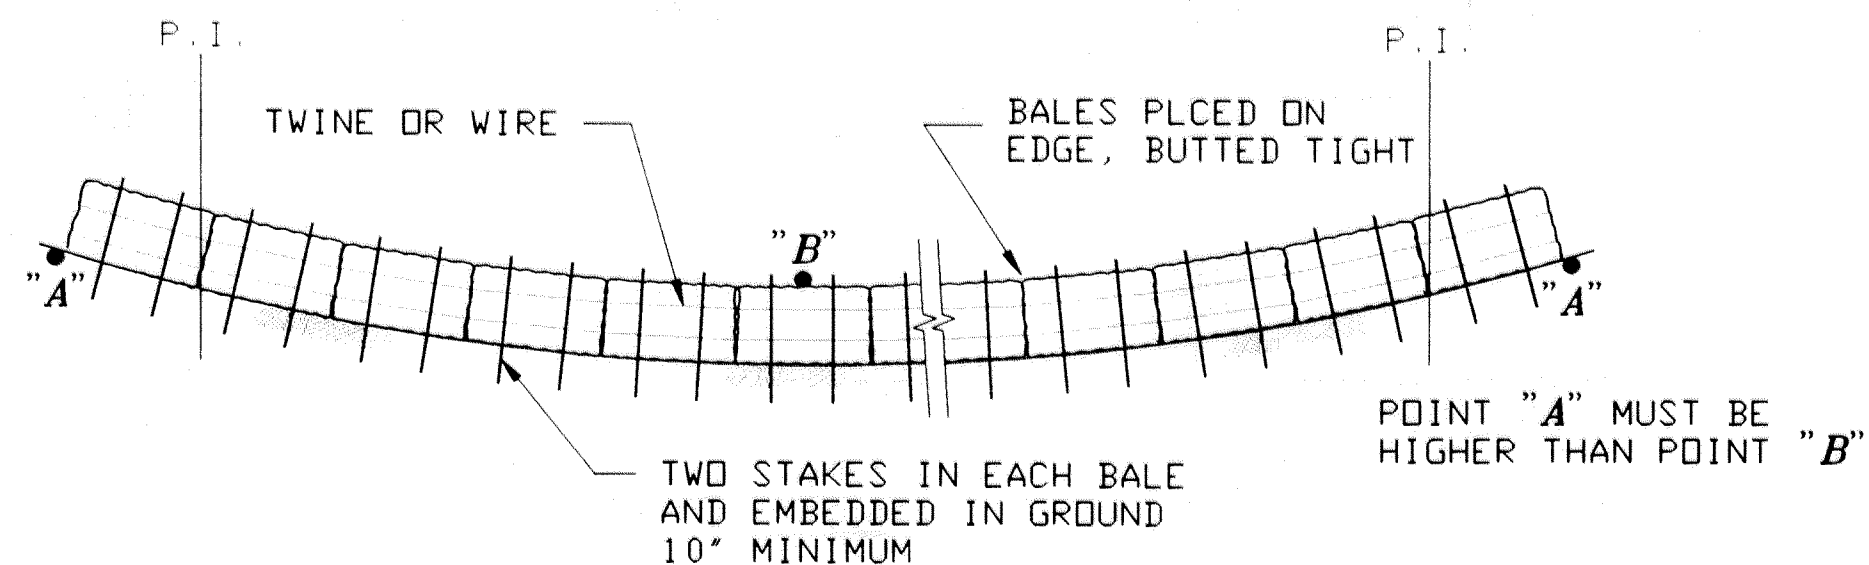 P.I.
P.I.
TWINE OR WIRE
BALES PLCED ON
EDGE, BUTTED TIGHT
"B"
"A"
"A"
POINT "A" MUST BE
HIGHER THAN POINT "B"
TWO STAKES IN EACH BALE
AND EMBEDDED IN GROUND
10" MINIMUM